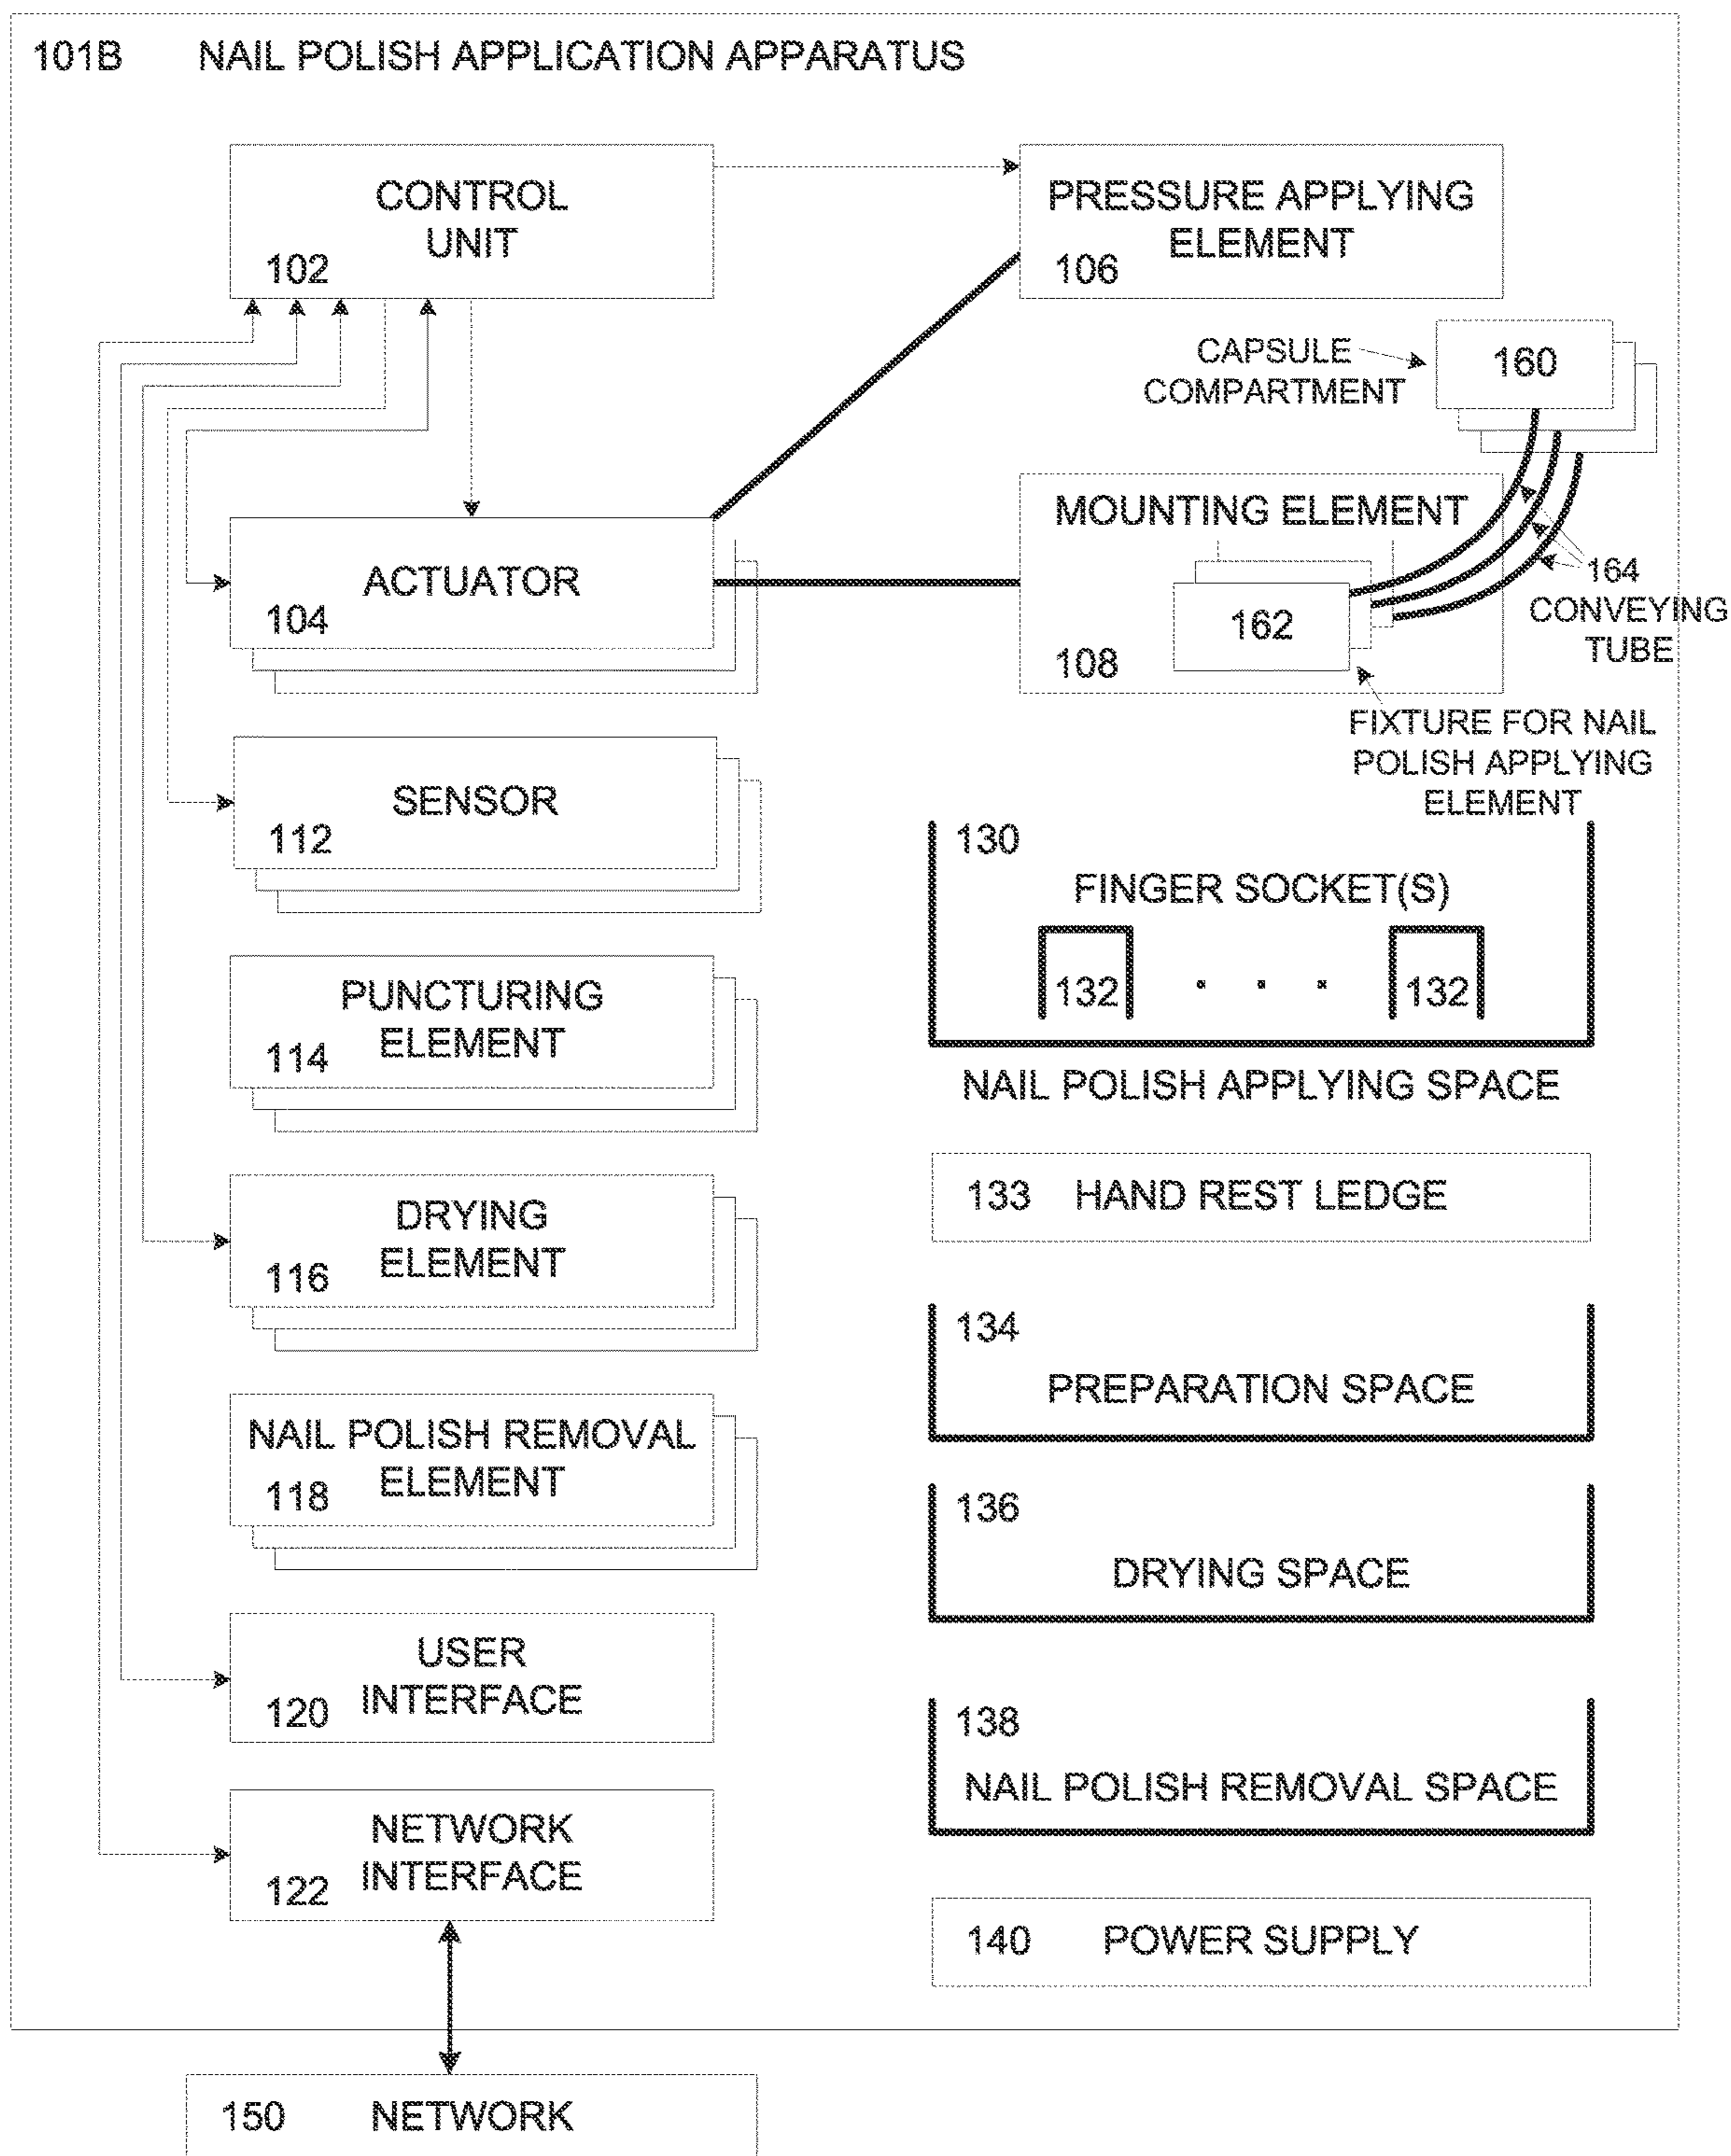 101B NAIL POLISH APPLICATION APPARATUS
CONTROL
UNIT
102
PRESSURE APPLYING
ELEMENT
106
CAPSULE
COMPARTMENT
160
ACTUATOR
104
MOUNTING ELEMENT
162
108
164
CONVEYING
TUBE
FIXTURE FOR NAIL
POLISH APPLYING
ELEMENT
SENSOR
112
130
FINGER SOCKET(S)
132 . . . 132
NAIL POLISH APPLYING SPACE
PUNCTURING
ELEMENT
114
133 HAND REST LEDGE
DRYING
ELEMENT
116
134
PREPARATION SPACE
NAIL POLISH REMOVAL
ELEMENT
118
136
DRYING SPACE
USER
INTERFACE
120
138
NAIL POLISH REMOVAL SPACE
NETWORK
INTERFACE
122
140 POWER SUPPLY
150 NETWORK